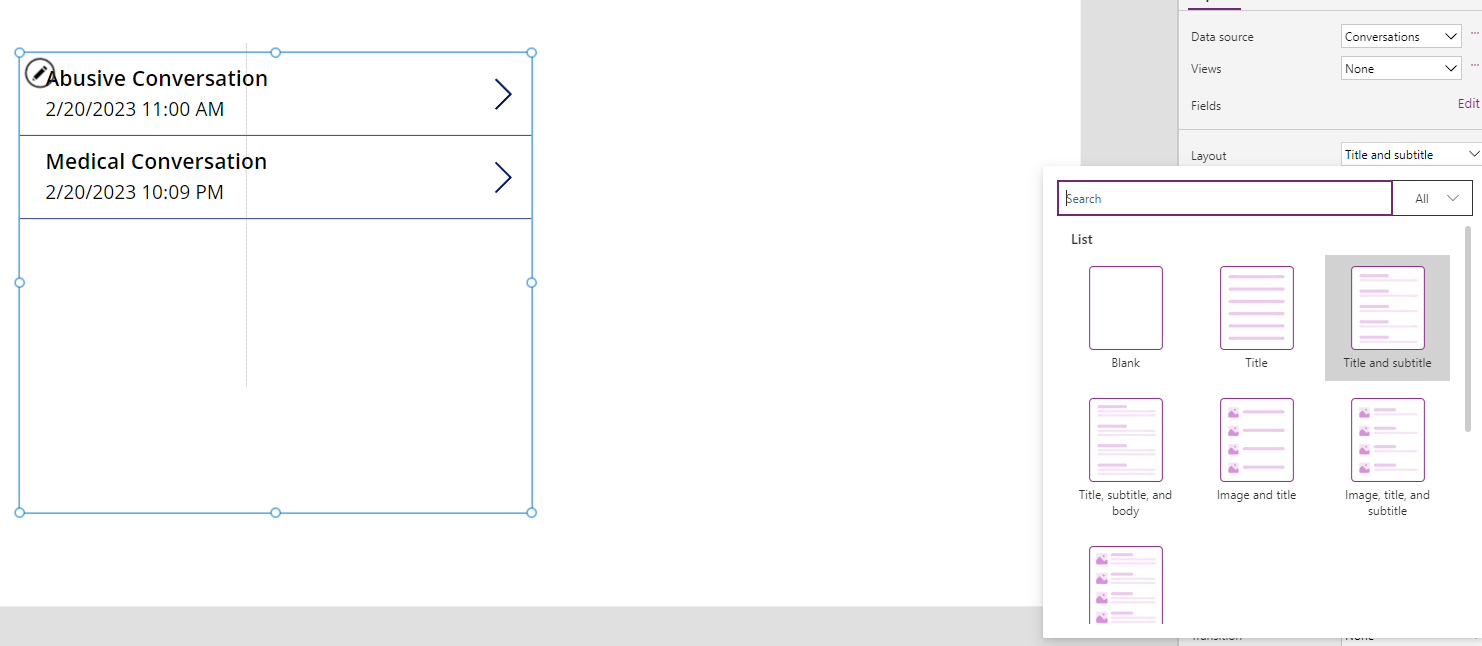 Abusive Conversation
2/20/2023 11:00 AM
Medical Conversation
2/20/2023 10:09 PM
Data source
Conversations
Views
None
Fields
Edit
Layout
Title and subtitle
Search
All
List
Blank
Title
Title and subtitle
Title, subtitle, and
body
Image and title
Image, title, and
subtitle
Transition
None